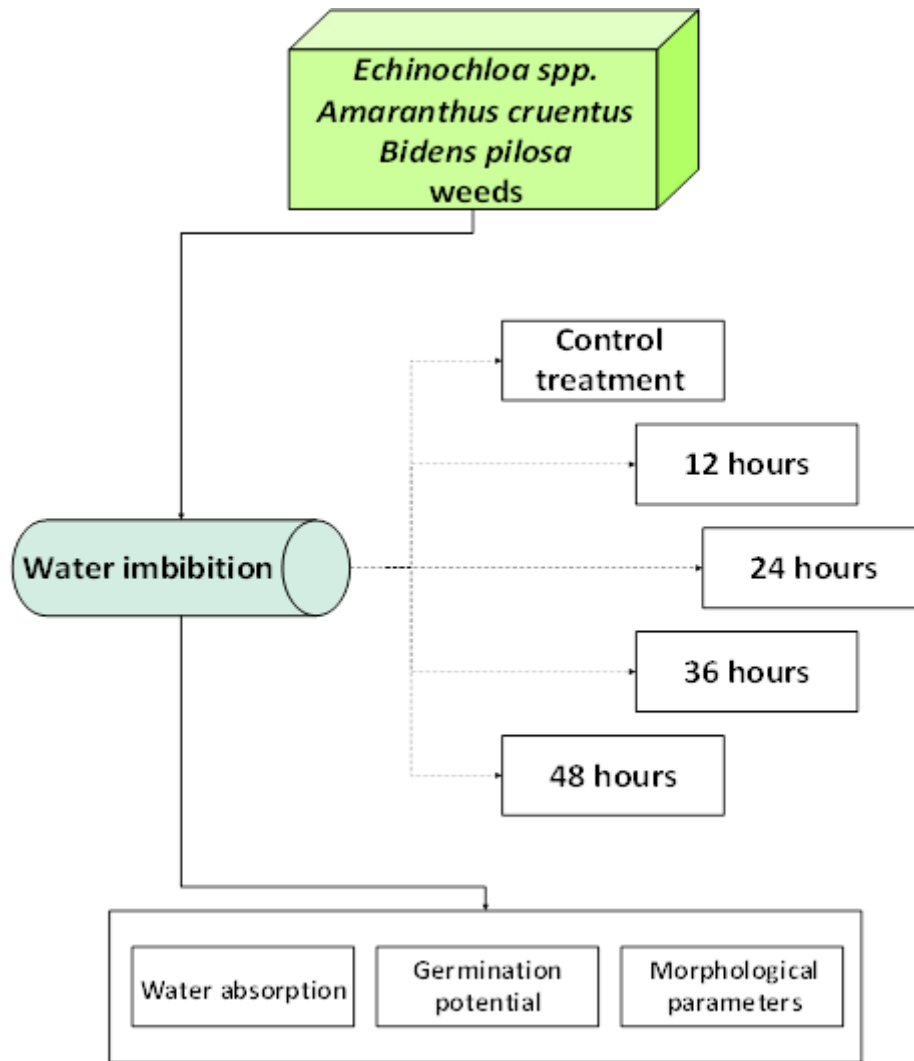 Echinochloa spp.
Amaranthus cruentus
Bidens pilosa
weeds
Control
treatment
12 hours
Water imbibition
24 hours
36 hours
48 hours
Water absorption
Germination
potential
Morphological
parameters